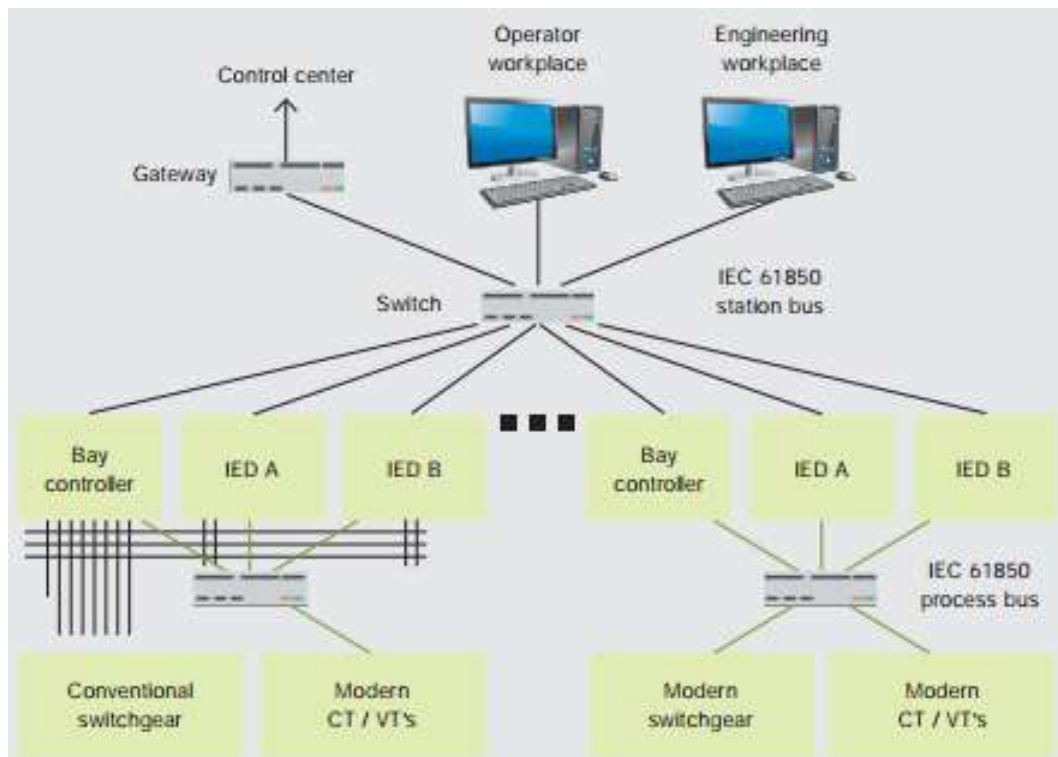 Operator
workplace
Engineering
workplace
Control center
Gateway
IEC 61850
station bus
Switch
Bay
controller
IED A
IED B
Bay
controller
IED A
IED B
IEC 61850
process bus
Conventional
switchgear
Modern
CT / VT's
Modern
switchgear
Modern
CT / VT's